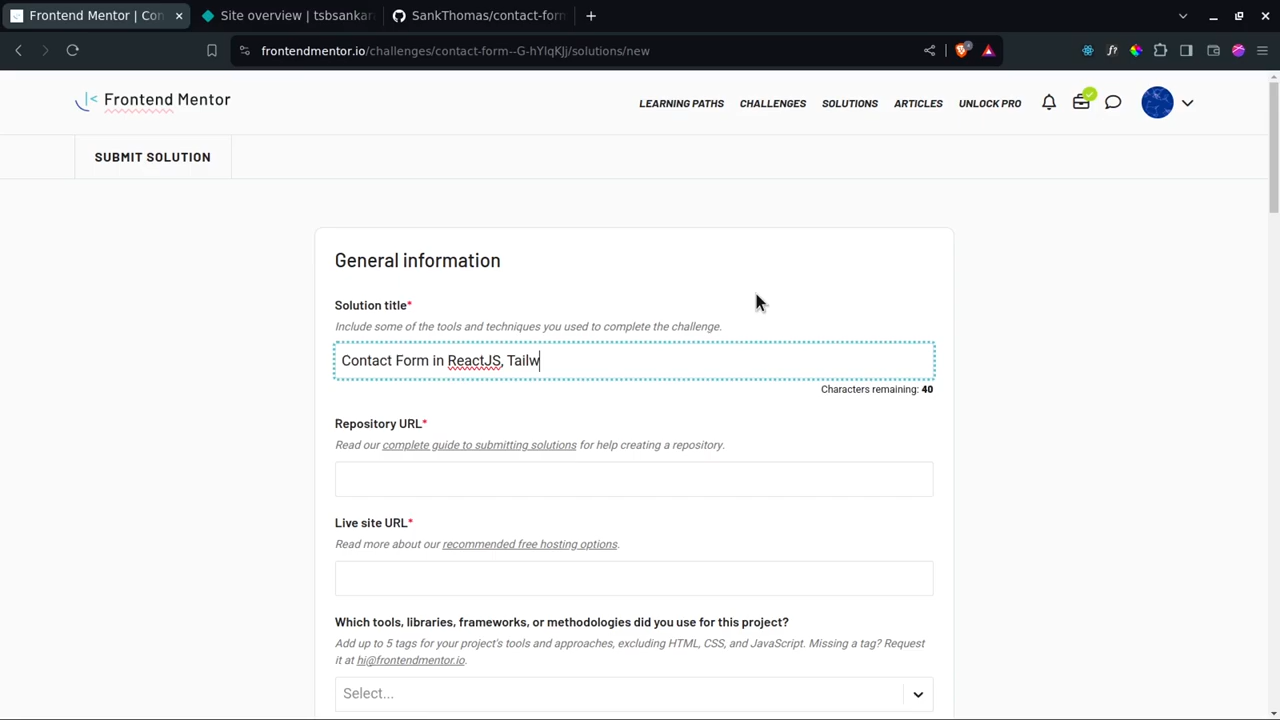 Frontend Mentor | Con
Site overview | tsbsankar
SankThomas/contact-form
frontendmentor.io/challenges/contact-form--G-hYlqKJj/solutions/new
Frontend Mentor
LEARNING PATHS
CHALLENGES
SOLUTIONS
ARTICLES
UNLOCK PRO
SUBMIT SOLUTION
General information
Solution title*
Include some of the tools and techniques you used to complete the challenge.
Contact Form in ReactJS, Tailw
Characters remaining: 40
Repository URL*
Read our complete guide to submitting solutions for help creating a repository.
Live site URL*
Read more about our recommended free hosting options.
Which tools, libraries, frameworks, or methodologies did you use for this project?
Add up to 5 tags for your project's tools and approaches, excluding HTML, CSS, and JavaScript. Missing a tag? Request
it at hi@frontendmentor.io.
Select...